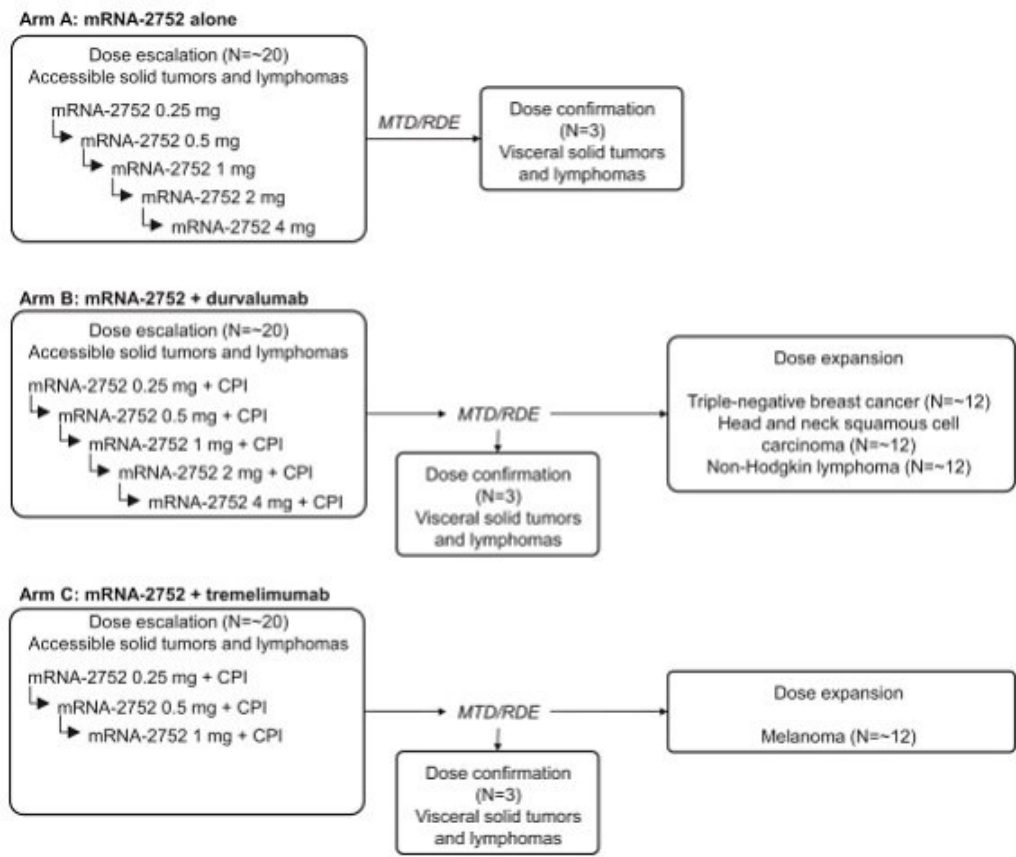 Arm A: mRNA-2752 alone
Dose escalation (N=~20)
Accessible solid tumors and lymphomas
mRNA-2752 0.25 mg
mRNA-2752 0.5 mg
mRNA-2752 1 mg
mRNA-2752 2 mg
mRNA-2752 4 mg
MTD/RDE
Dose confirmation
(N=3)
Visceral solid tumors
and lymphomas
Arm B: mRNA-2752 + durvalumab
Dose escalation (N=~20)
Accessible solid tumors and lymphomas
mRNA-2752 0.25 mg + CPI
mRNA-2752 0.5 mg + CPI
mRNA-2752 1 mg + CPI
mRNA-2752 2 mg + CPI
mRNA-2752 4 mg + CPI
MTD/RDE
Dose confirmation
(N=3)
Visceral solid tumors
and lymphomas
Dose expansion
Triple-negative breast cancer (N=~12)
Head and neck squamous cell
carcinoma (N=~12)
Non-Hodgkin lymphoma (N=~12)
Arm C: mRNA-2752 + tremelimumab
Dose escalation (N=~20)
Accessible solid tumors and lymphomas
mRNA-2752 0.25 mg + CPI
mRNA-2752 0.5 mg + CPI
mRNA-2752 1 mg + CPI
MTD/RDE
Dose confirmation
(N=3)
Visceral solid tumors
and lymphomas
Dose expansion
Melanoma (N=~12)